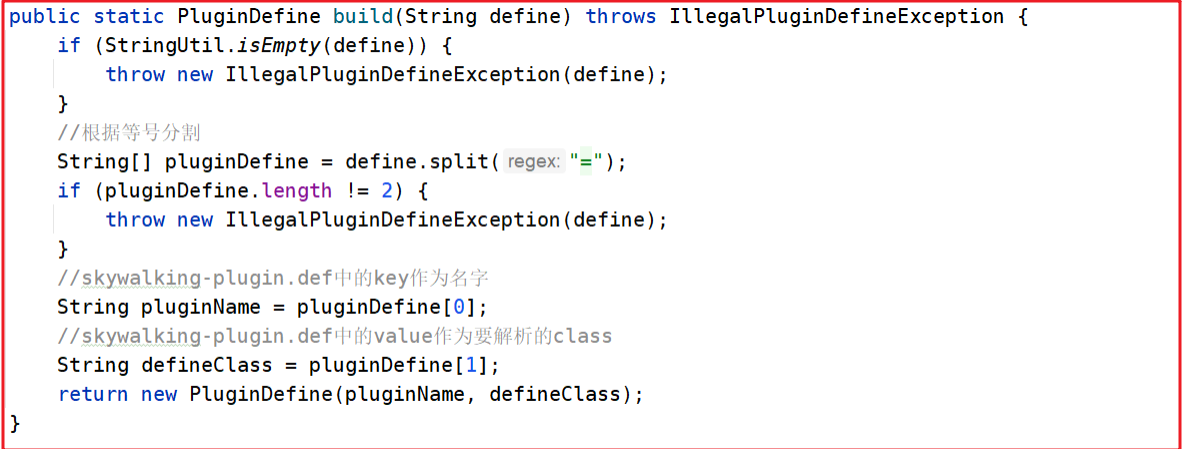 public static PluginDefine build(String define) throws IllegalPluginDefineException {
    if (StringUtil.isEmpty(define)) {
        throw new IllegalPluginDefineException(define);
    }
    //根据等号分割
    String[] pluginDefine = define.split( regex: "=");
    if (pluginDefine.length != 2) {
        throw new IllegalPluginDefineException(define);
    }
    //skywalking-plugin.def中的key作为名字
    String pluginName = pluginDefine[0];
    //skywalking-plugin.def中的value作为要解析的class
    String defineClass = pluginDefine[1];
    return new PluginDefine(pluginName, defineClass);
}